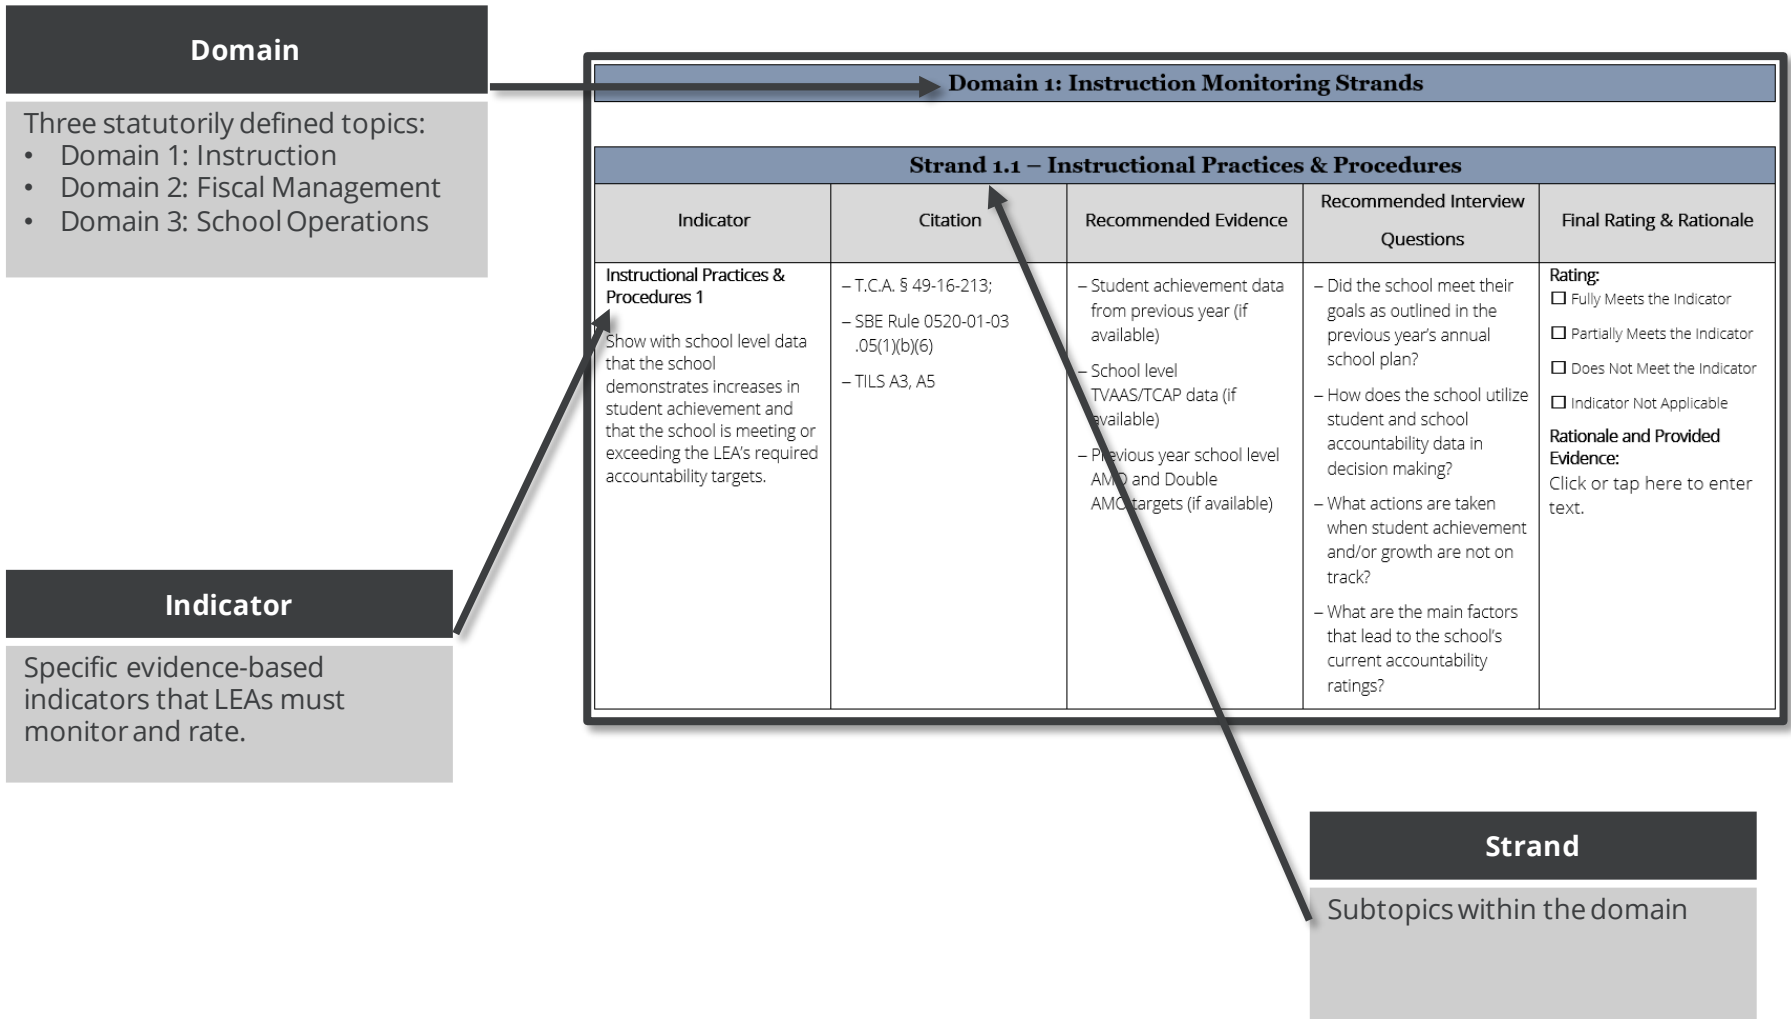 Domain
Three statutorily defined topics:
• Domain 1: Instruction
• Domain 2: Fiscal Management
• Domain 3: School Operations
Indicator
Specific evidence-based
indicators that LEAs must
monitor and rate.
Domain 1: Instruction Monitoring Strands
Strand 1.1 – Instructional Practices & Procedures
Indicator
Citation
Recommended Evidence
Recommended Interview
Questions
Final Rating & Rationale
Instructional Practices &
Procedures 1
Show with school level data
that the school
demonstrates increases in
student achievement and
that the school is meeting or
exceeding the LEA's required
accountability targets.
– T.C.A. § 49-16-213;
– SBE Rule 0520-01-03
.05(1)(b)(6)
– TILS A3, A5
– Student achievement data
from previous year (if
available)
– School level
TVAAS/TCAP data (if
available)
– Previous year school level
AMO and Double
AMO targets (if available)
– Did the school meet their
goals as outlined in the
previous year's annual
school plan?
– How does the school utilize
student and school
accountability data in
decision making?
– What actions are taken
when student achievement
and/or growth are not on
track?
– What are the main factors
that lead to the school's
current accountability
ratings?
Rating:
☐ Fully Meets the Indicator
☐ Partially Meets the Indicator
☐ Does Not Meet the Indicator
☐ Indicator Not Applicable
Rationale and Provided
Evidence:
Click or tap here to enter
text.
Strand
Subtopics within the domain